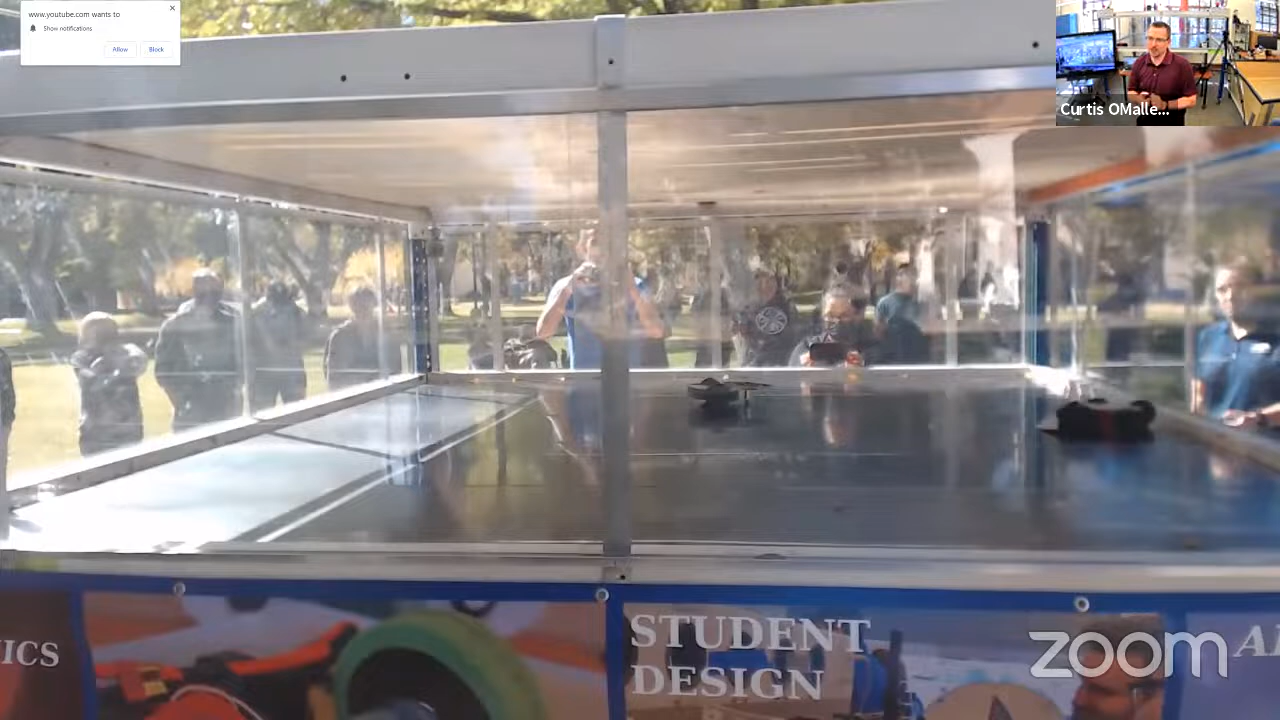 www.youtube.com wants to
Show notifications
Allow
Block
Curtis OMalle...
ICS
STUDENT
DESIGN
zoom